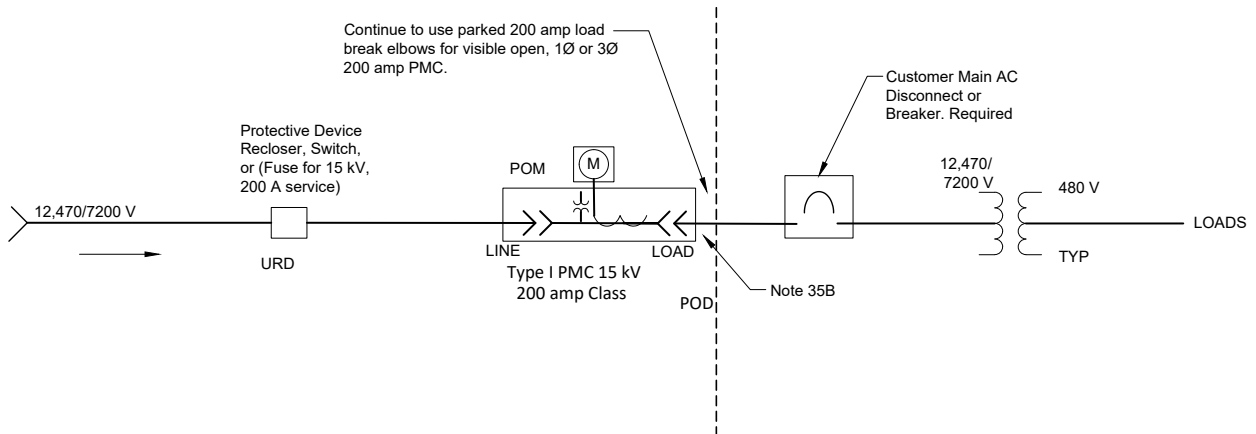 Continue to use parked 200 amp load
break elbows for visible open, 1Ø or 3Ø
200 amp PMC.
Customer Main AC
Disconnect or
Breaker. Required
Protective Device
Recloser, Switch,
or (Fuse for 15 kV,
200 A service)
POM
M
12,470/
7200 V
480 V
12,470/7200 V
LOADS
URD
LINE
LOAD
TYP
Type I PMC 15 kV
200 amp Class
Note 35B
POD